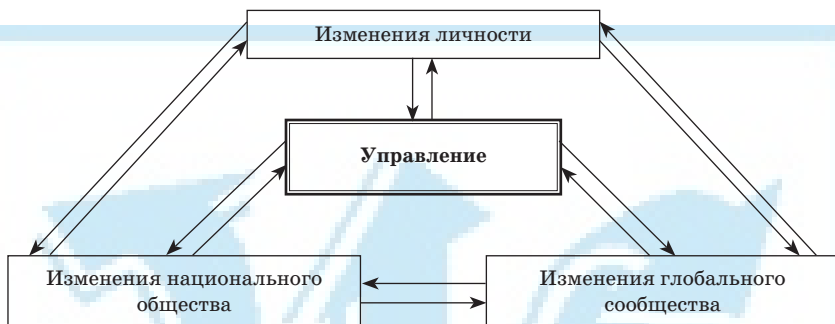 Изменения личности
Управление
Изменения национального
общества
Изменения глобального
сообщества